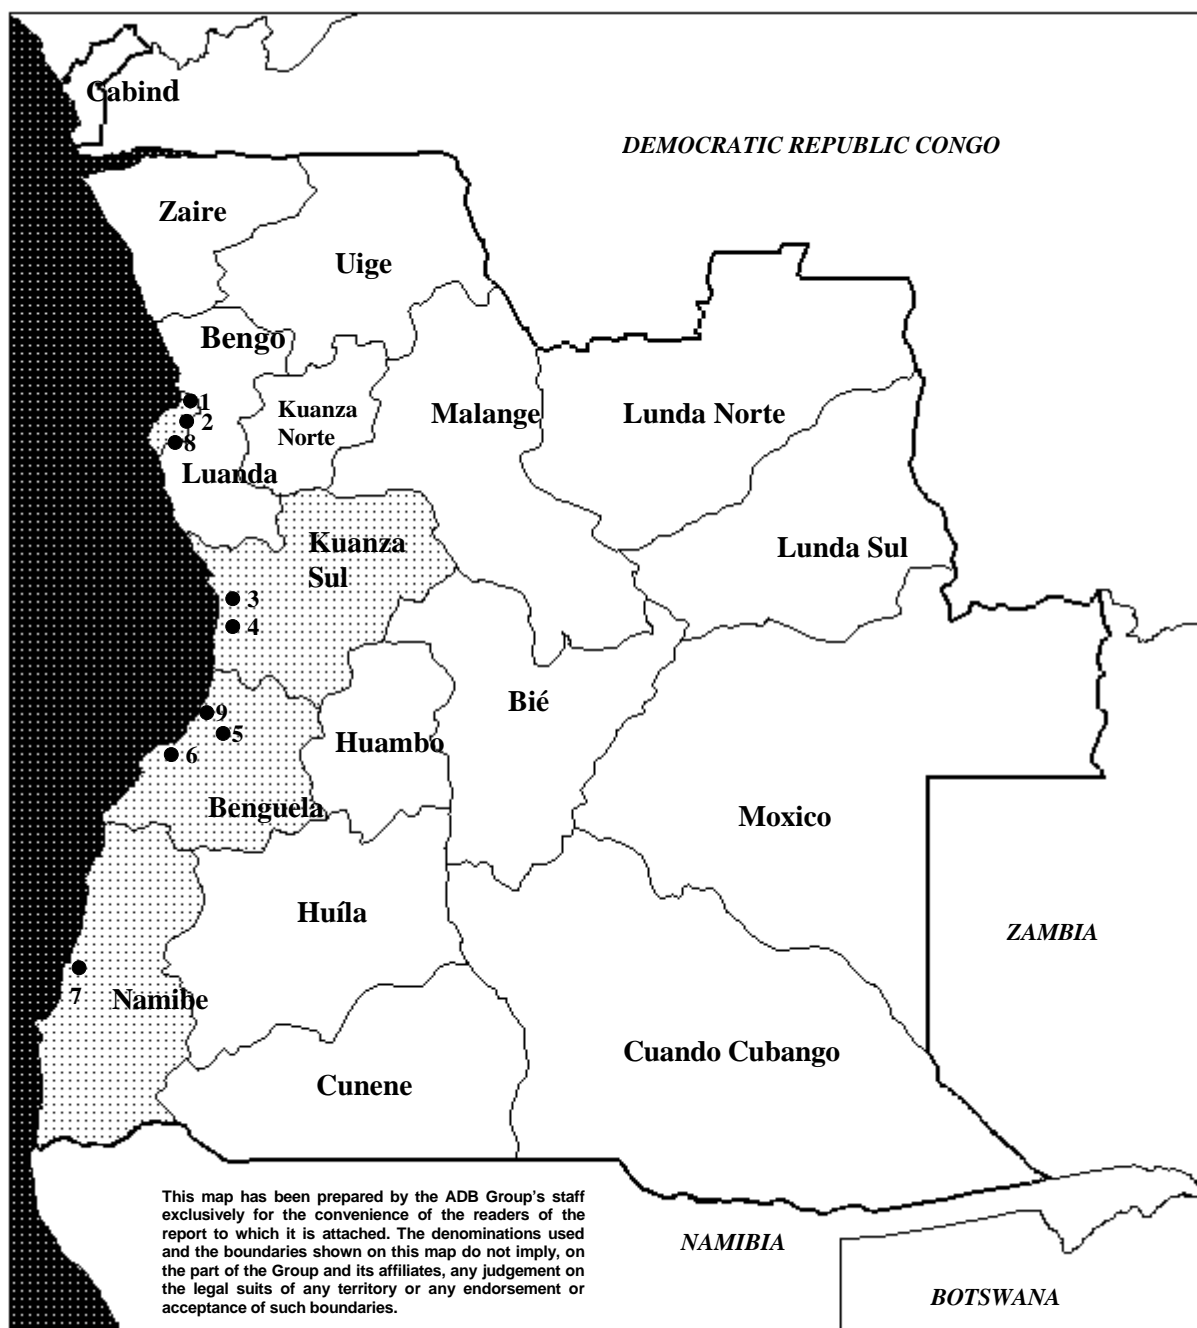 Cabind
DEMOCRATIC REPUBLIC CONGO
Zaire
Uige
Bengo
1
2
8
Luanda
Kuanza
Norte
Malange
Lunda Norte
Kuanza
Sul
Lunda Sul
3
4
9
5
6
Huambo
Bié
Benguela
Moxico
Huíla
ZAMBIA
7
Namibe
Cuando Cubango
Cunene
This map has been prepared by the ADB Group's staff
exclusively for the convenience of the readers of the
report to which it is attached. The denominations used
and the boundaries shown on this map do not imply, on
the part of the Group and its affiliates, any judgement on
the legal suits of any territory or any endorsement or
acceptance of such boundaries.
NAMIBIA
BOTSWANA